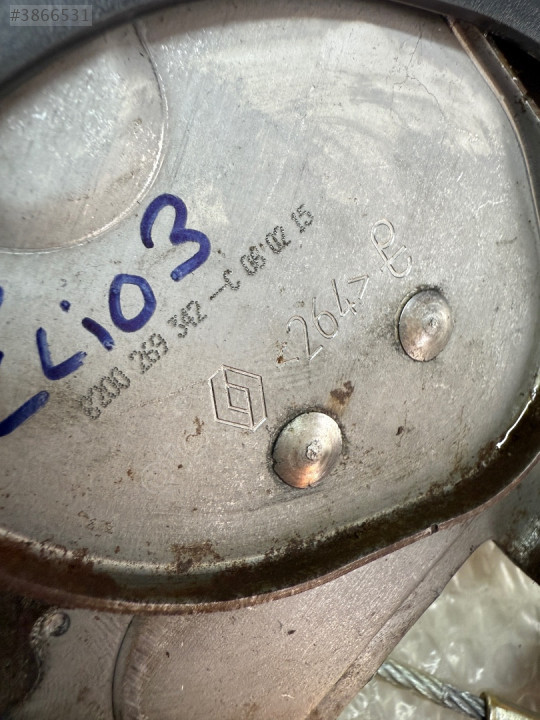 #3866531
CLiO3
8200 269 342 --C 08'02 15
<264> e